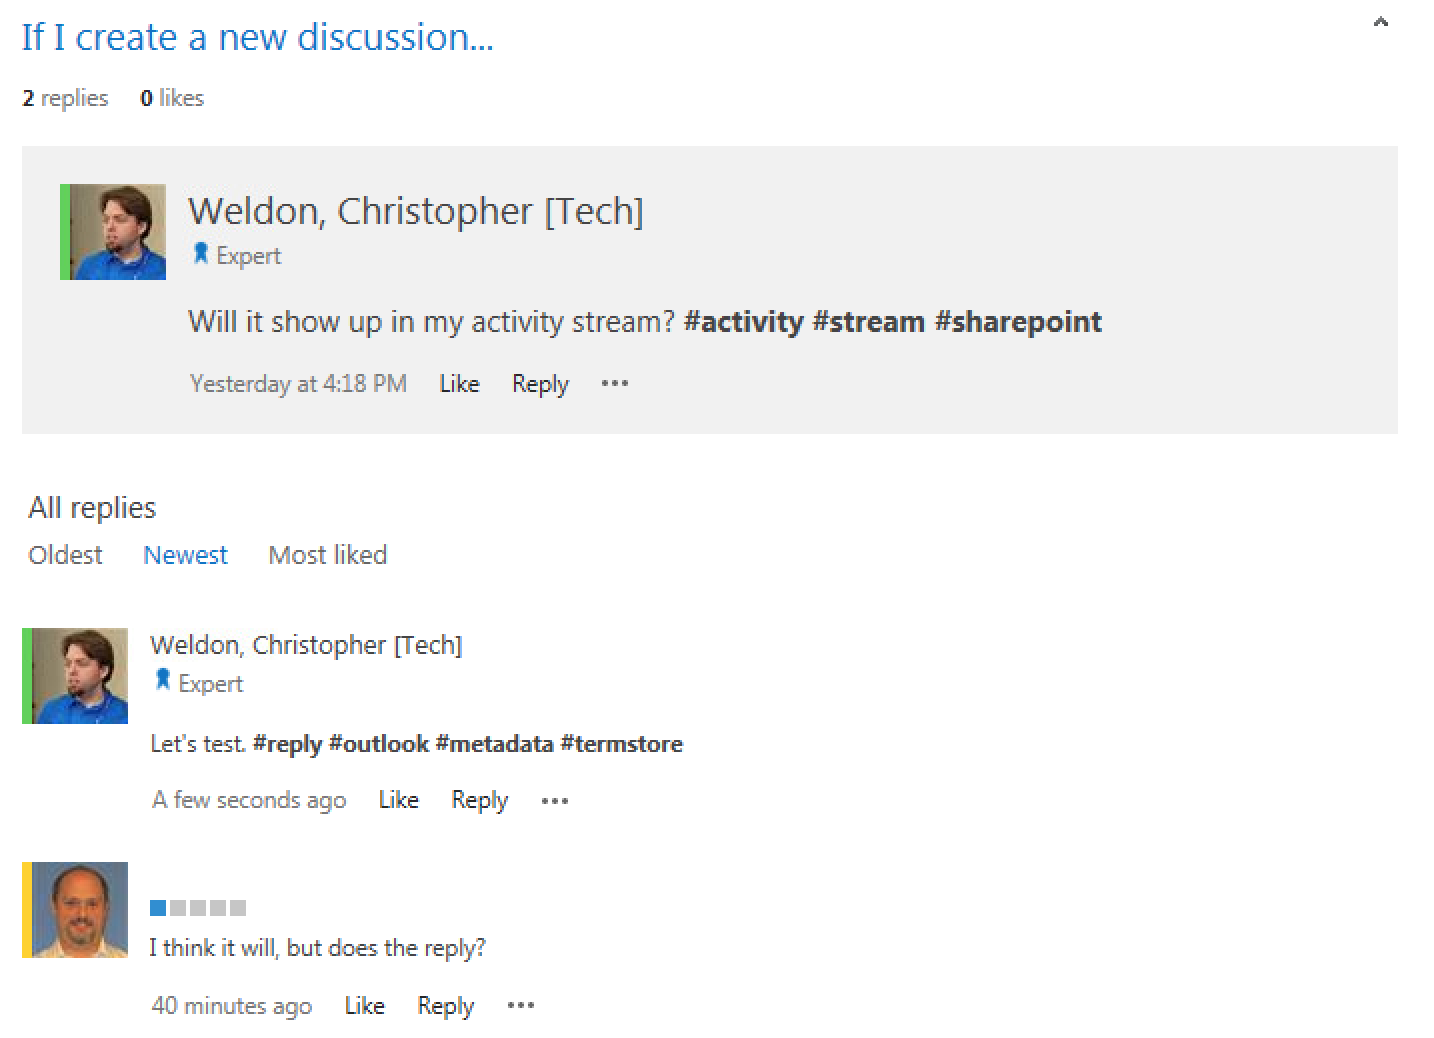 If I create a new discussion...
2 replies 0 likes
Weldon, Christopher [Tech]
Expert
Will it show up in my activity stream? #activity #stream #sharepoint
Yesterday at 4:18 PM Like Reply •••
All replies
Oldest Newest Most liked
Weldon, Christopher [Tech]
Expert
Let's test. #reply #outlook #metadata #termstore
A few seconds ago Like Reply •••
I think it will, but does the reply?
40 minutes ago Like Reply •••